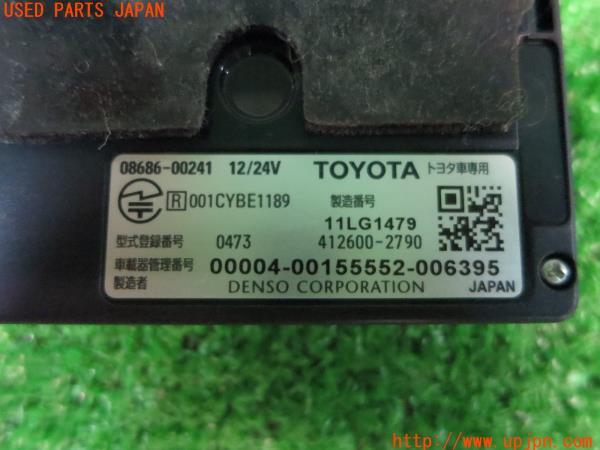 USED PARTS JAPAN
08686-00241 12/24V TOYOTA トヨタ車専用
R 001CYBE1189 製造番号
11LG1479
型式登録番号 0473 412600-2790
車載器管理番号 00004-00155552-006395
製造者 DENSO CORPORATION JAPAN
http://www.upjpn.com/